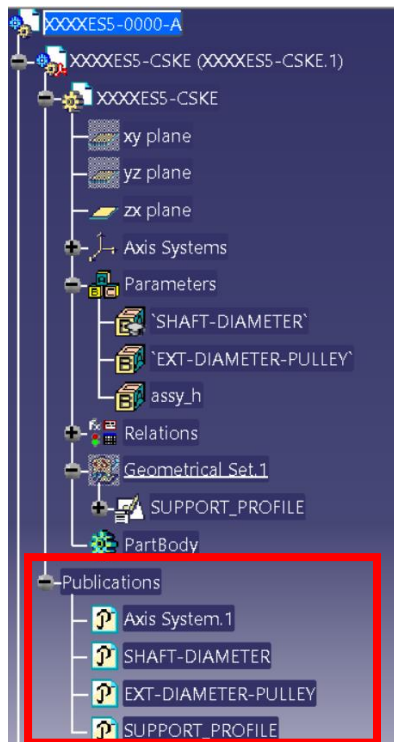 XXXXES5-0000-A
XXXXES5-CSKE (XXXXES5-CSKE.1)
XXXXES5-CSKE
xy plane
yz plane
zx plane
Axis Systems
Parameters
`SHAFT-DIAMETER`
`EXT-DIAMETER-PULLEY`
assy_h
Relations
Geometrical Set.1
SUPPORT_PROFILE
PartBody
Publications
Axis System.1
SHAFT-DIAMETER
EXT-DIAMETER-PULLEY
SUPPORT_PROFILE